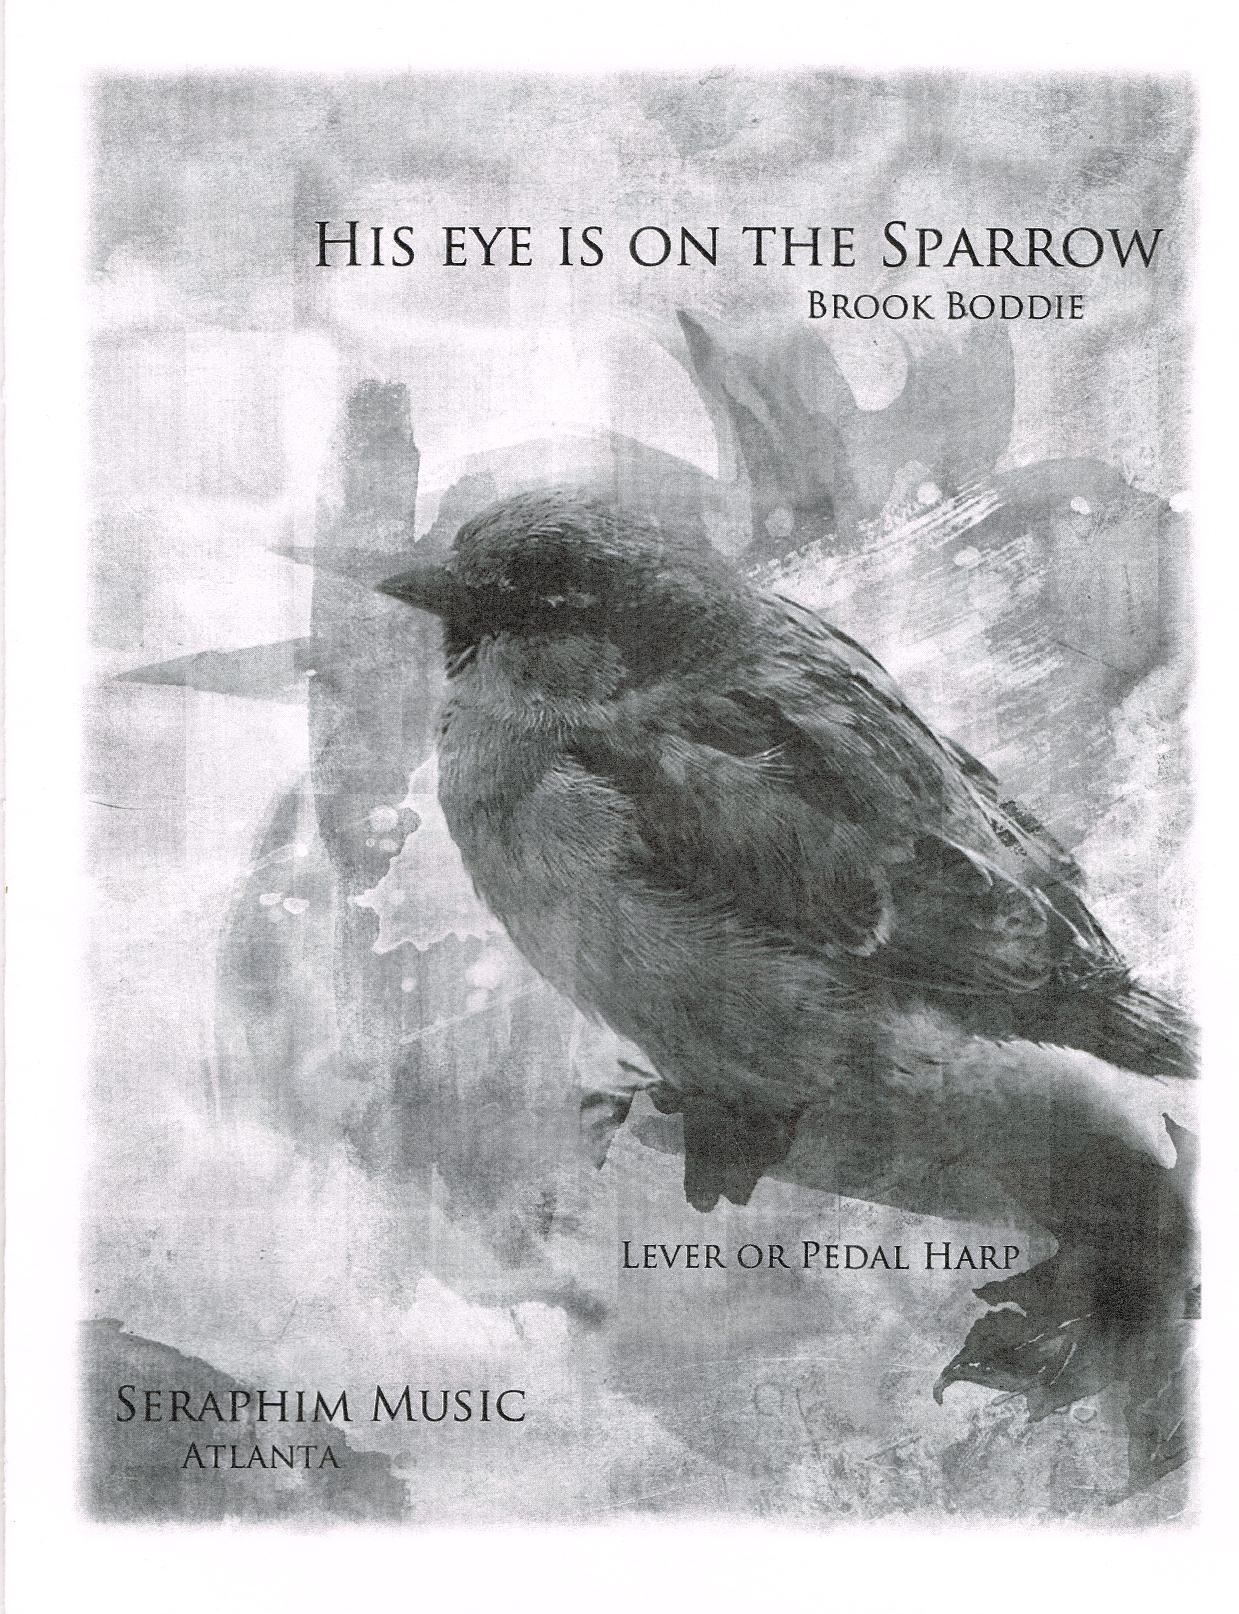 His eye is on the Sparrow
Brook Boddie
Lever or Pedal Harp
Seraphim Music
Atlanta